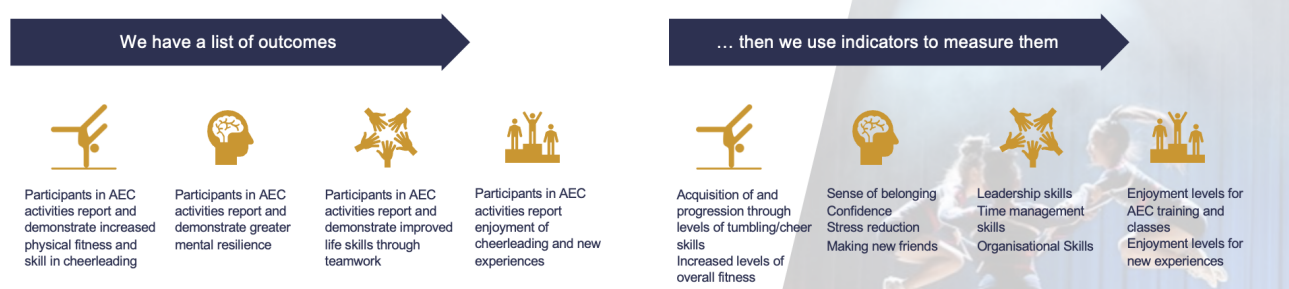 We have a list of outcomes
Participants in AEC
activities report and
demonstrate increased
physical fitness and
skill in cheerleading
Participants in AEC
activities report and
demonstrate greater
mental resilience
Participants in AEC
activities report and
demonstrate improved
life skills through
teamwork
Participants in AEC
activities report
enjoyment of
cheerleading and new
experiences
… then we use indicators to measure them
Acquisition of and
progression through
levels of tumbling/cheer
skills
Increased levels of
overall fitness
Sense of belonging
Confidence
Stress reduction
Making new friends
Leadership skills
Time management
skills
Organisational Skills
Enjoyment levels for
AEC training and
classes
Enjoyment levels for
new experiences